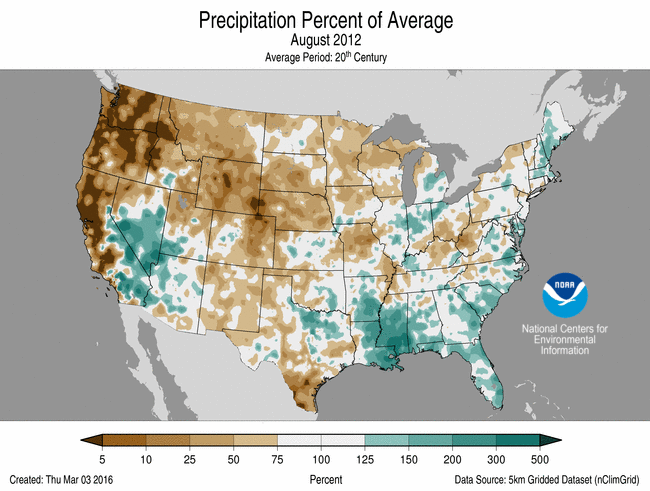 Precipitation Percent of Average
August 2012
Average Period: 20th Century
NOAA
National Centers for
Environmental
Information
5 10 25 50 75 100 125 150 200 300 500
Created: Thu Mar 03 2016 Percent Data Source: 5km Gridded Dataset (nClimGrid)